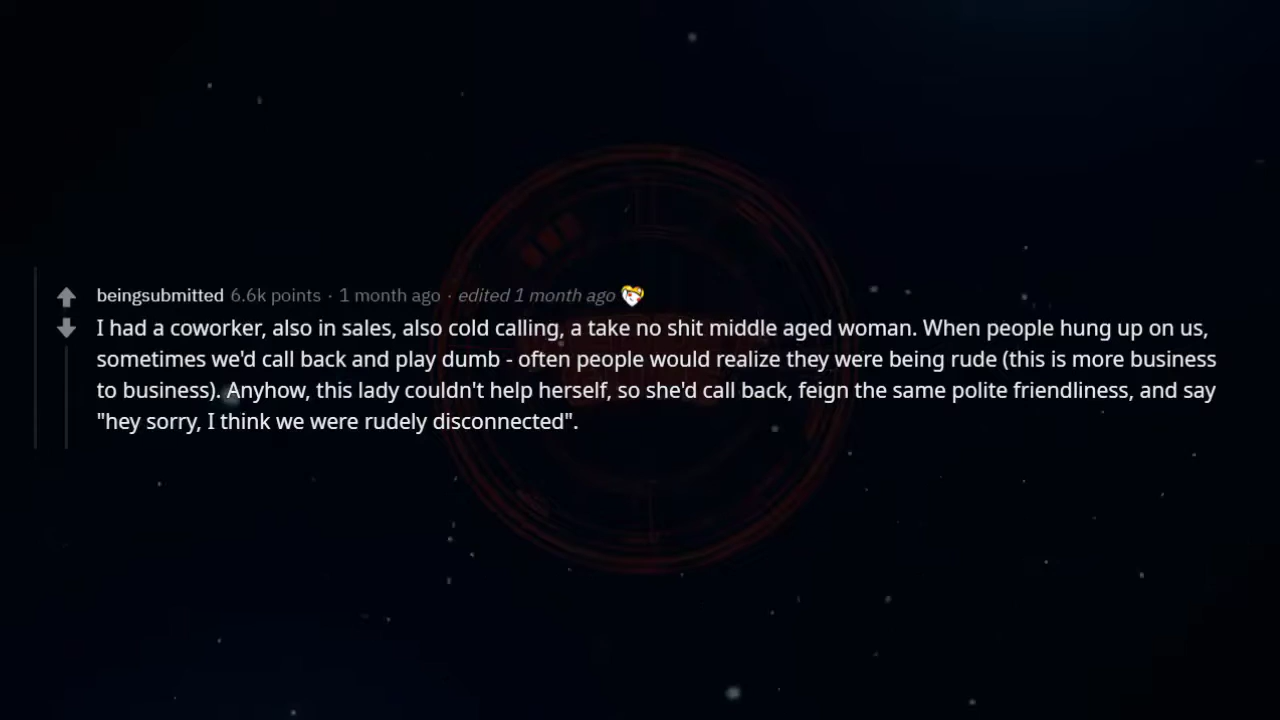 beingsubmitted 6.6k points · 1 month ago · edited 1 month ago
I had a coworker, also in sales, also cold calling, a take no shit middle aged woman. When people hung up on us,
sometimes we'd call back and play dumb - often people would realize they were being rude (this is more business
to business). Anyhow, this lady couldn't help herself, so she'd call back, feign the same polite friendliness, and say
"hey sorry, I think we were rudely disconnected".